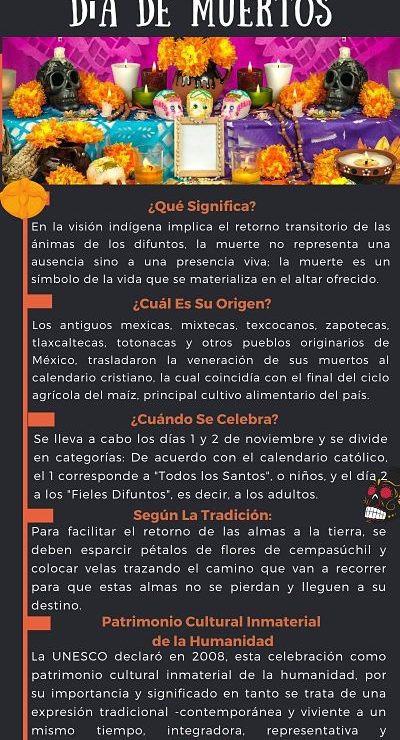 DÍA DE MUERTOS
¿Qué Significa?
En la visión indígena implica el retorno transitorio de las
ánimas de los difuntos, la muerte no representa una
ausencia sino a una presencia viva; la muerte es un
símbolo de la vida que se materializa en el altar ofrecido.
¿Cuál Es Su Origen?
Los antiguos mexicas, mixtecas, texcocanos, zapotecas,
tlaxcaltecas, totonacas y otros pueblos originarios de
México, trasladaron la veneración de sus muertos al
calendario cristiano, la cual coincidía con el final del ciclo
agrícola del maíz, principal cultivo alimentario del país.
¿Cuándo Se Celebra?
Se lleva a cabo los días 1 y 2 de noviembre y se divide
en categorías: De acuerdo con el calendario católico,
el 1 corresponde a "Todos los Santos", o niños, y el día 2
a los "Fieles Difuntos", es decir, a los adultos.
Según La Tradición:
Para facilitar el retorno de las almas a la tierra, se
deben esparcir pétalos de flores de cempasúchil y
colocar velas trazando el camino que van a recorrer
para que estas almas no se pierdan y lleguen a su
destino.
Patrimonio Cultural Inmaterial
de la Humanidad
La UNESCO declaró en 2008, esta celebración como
patrimonio cultural inmaterial de la humanidad, por
su importancia y significado en tanto se trata de una
expresión tradicional -contemporánea y viviente a un
mismo tiempo, integradora, representativa y